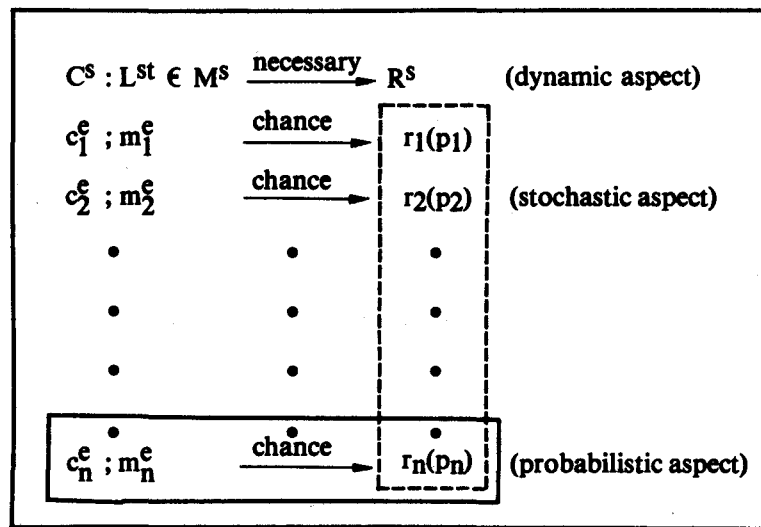 Cˢ : Lˢᵗ ∈ Mˢ necessary Rˢ (dynamic aspect)
c₁ᵉ ; m₁ᵉ chance r₁(p₁)
c₂ᵉ ; m₂ᵉ chance r₂(p₂) (stochastic aspect)
• • •
• • •
• • •
• • •
cₙᵉ ; mₙᵉ chance rₙ(pₙ) (probabilistic aspect)